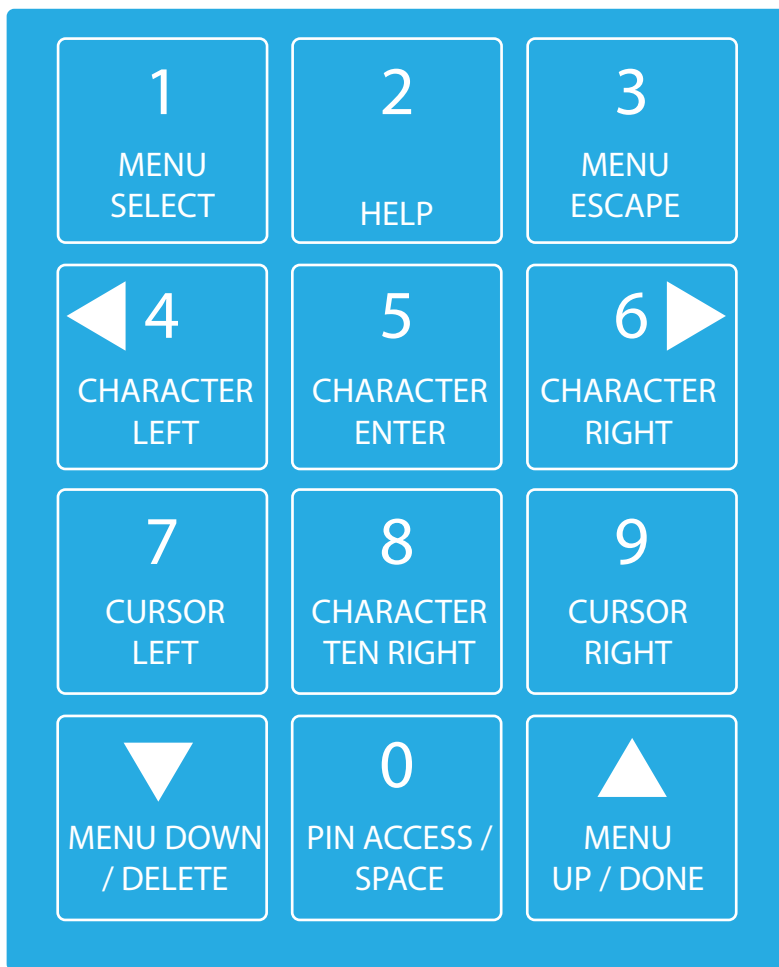 1
MENU
SELECT
2
HELP
3
MENU
ESCAPE
4
CHARACTER
LEFT
5
CHARACTER
ENTER
6
CHARACTER
RIGHT
7
CURSOR
LEFT
8
CHARACTER
TEN RIGHT
9
CURSOR
RIGHT
MENU DOWN
/ DELETE
0
PIN ACCESS /
SPACE
MENU
UP / DONE